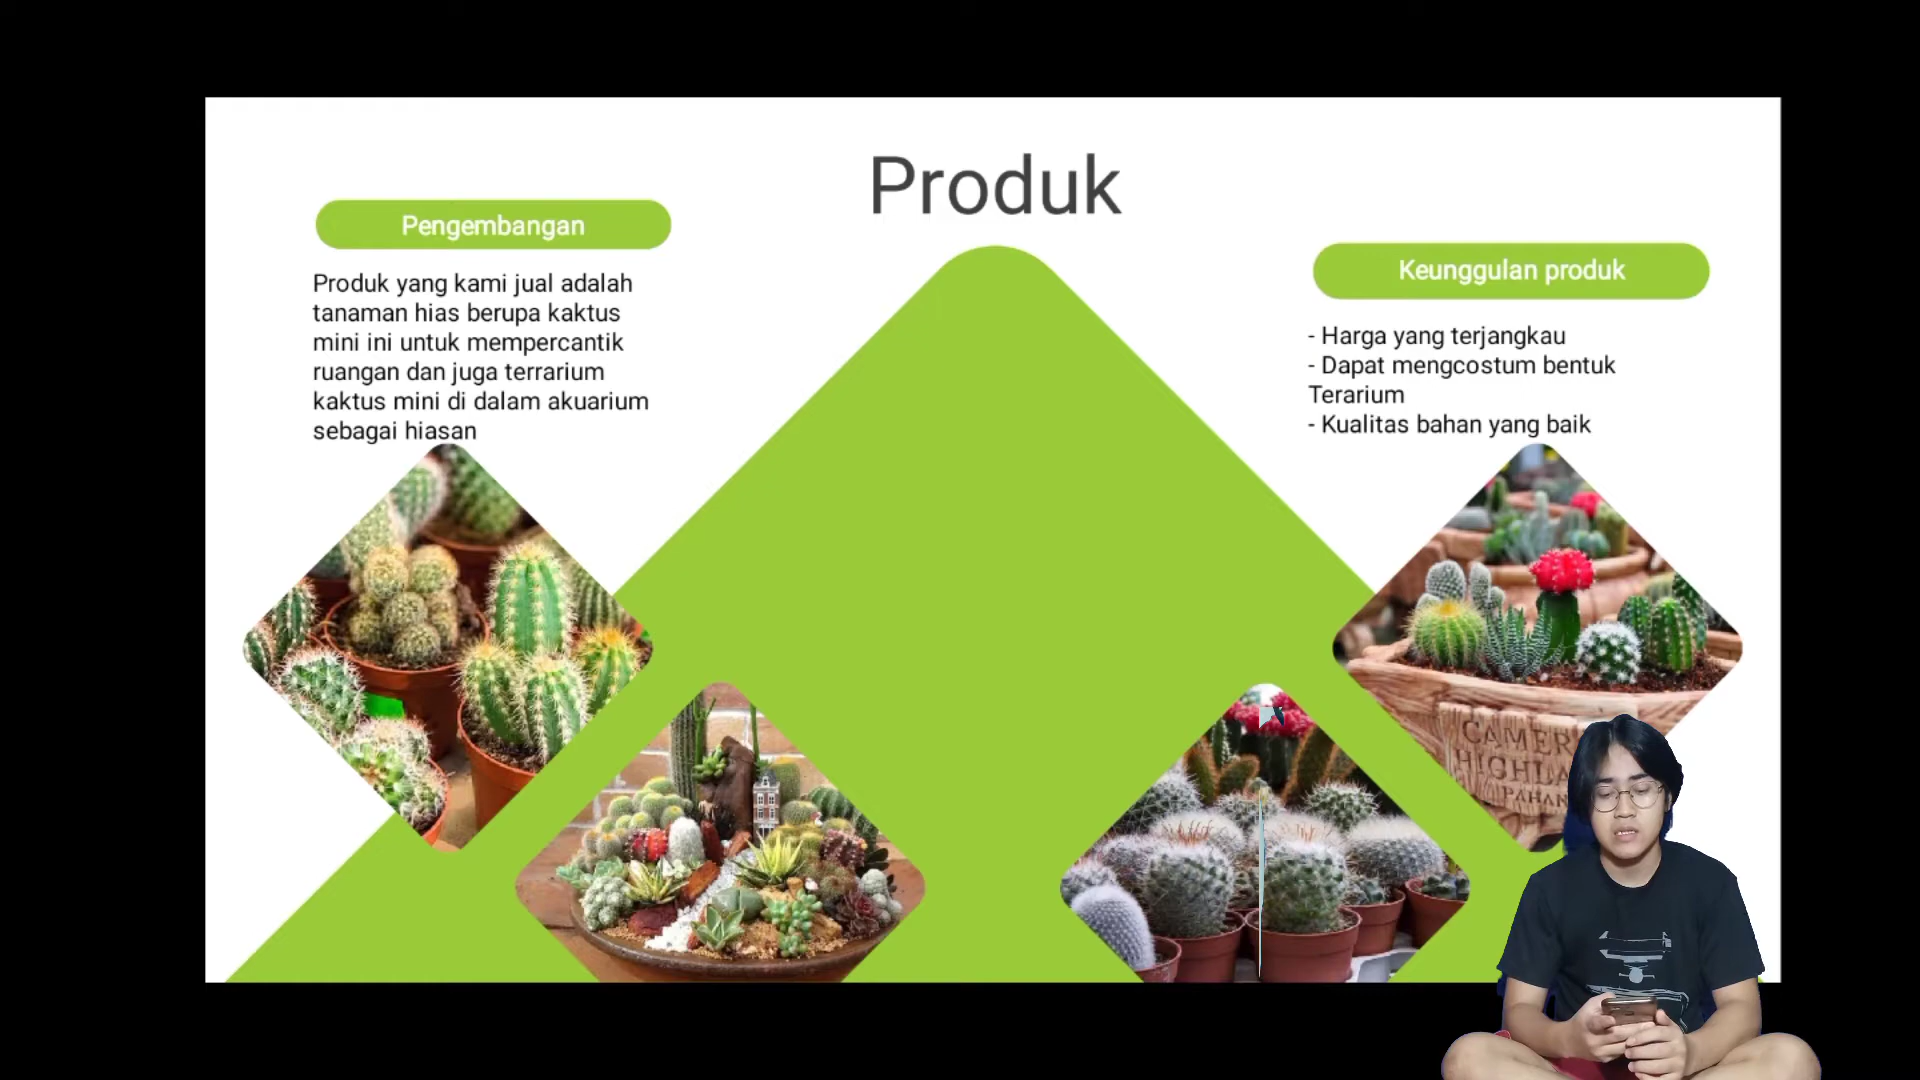 Produk
Pengembangan
Produk yang kami jual adalah
tanaman hias berupa kaktus
mini ini untuk mempercantik
ruangan dan juga terrarium
kaktus mini di dalam akuarium
sebagai hiasan
Keunggulan produk
- Harga yang terjangkau
- Dapat mengcostum bentuk
Terarium
- Kualitas bahan yang baik
CAMER
HIGHLA
PAHAN